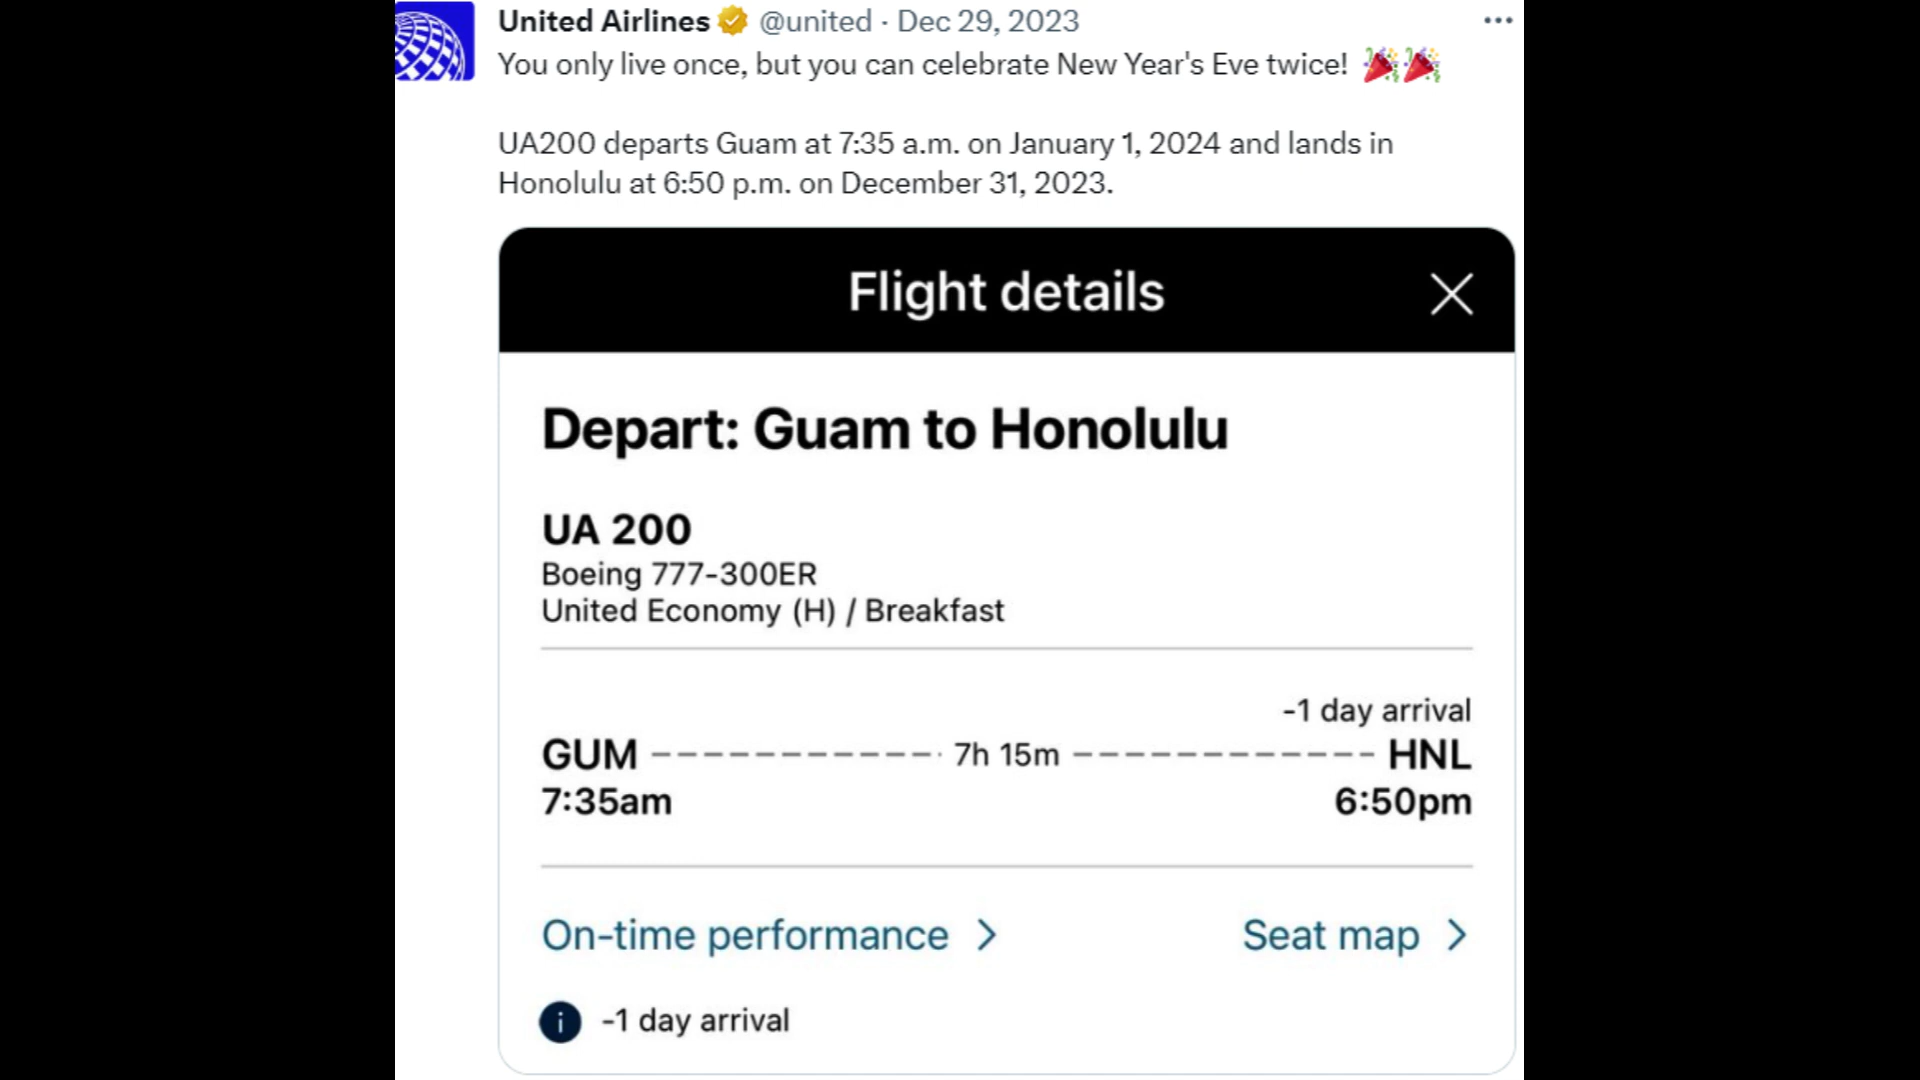 United Airlines @united · Dec 29, 2023
You only live once, but you can celebrate New Year's Eve twice! 🎉🎉
UA200 departs Guam at 7:35 a.m. on January 1, 2024 and lands in
Honolulu at 6:50 p.m. on December 31, 2023.
Flight details
Depart: Guam to Honolulu
UA 200
Boeing 777-300ER
United Economy (H) / Breakfast
-1 day arrival
GUM 7h 15m HNL
7:35am 6:50pm
On-time performance Seat map
-1 day arrival